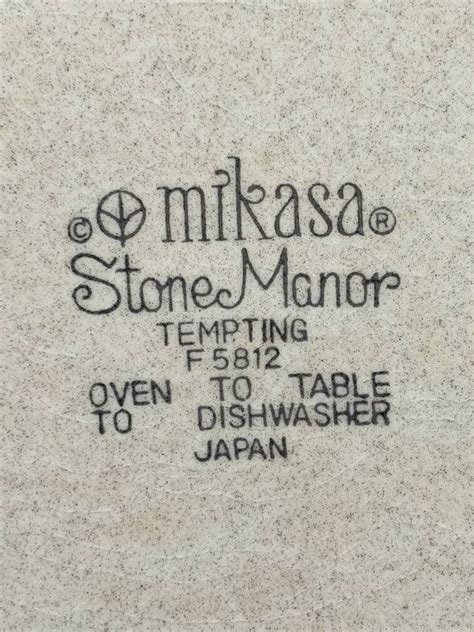 © mikasa®
Stone Manor
TEMPTING
F 5812
OVEN TO TABLE
TO DISHWASHER
JAPAN